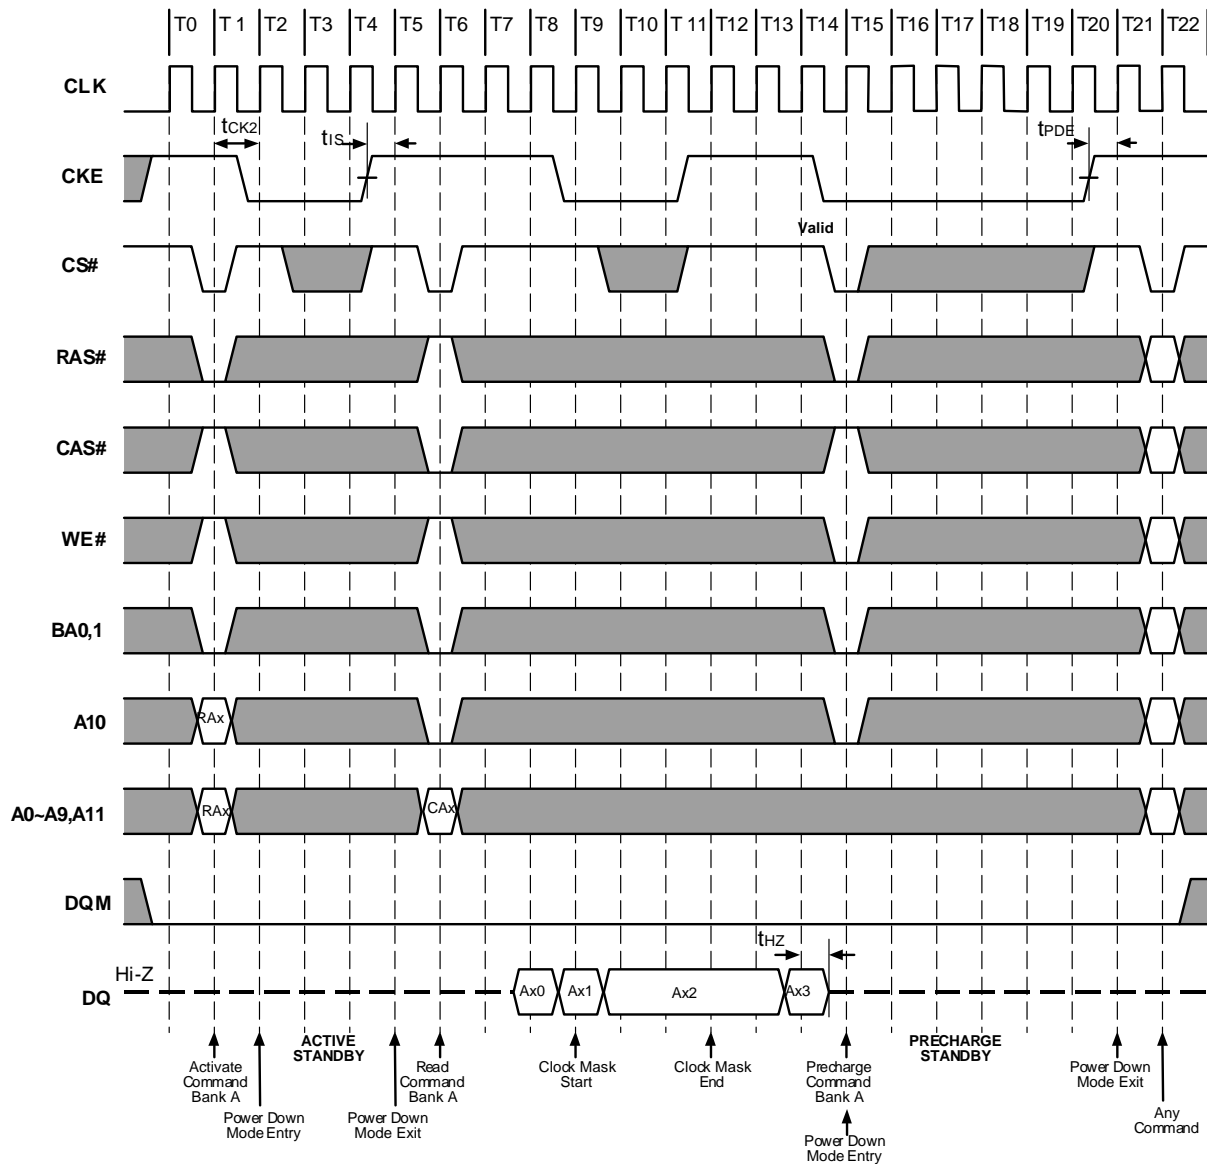 T0 T 1 T2 T3 T4 T5 T6 T7 T8 T9 T10 T 11 T12 T13 T14 T15 T16 T17 T18 T19 T20 T21 T22
CLK
tCK2 tIS tPDE
CKE
Valid
CS#
RAS#
CAS#
WE#
BA0,1
A10 RAx
A0~A9,A11 RAx CAx
DQM
tHZ
Hi-Z
DQ Ax0 Ax1 Ax2 Ax3
ACTIVE
STANDBY
PRECHARGE
STANDBY
Activate
Command
Bank A
Power Down
Mode Entry
Power Down
Mode Exit
Read
Command
Bank A
Clock Mask
Start
Clock Mask
End
Precharge
Command
Bank A
Power Down
Mode Entry
Power Down
Mode Exit
Any
Command